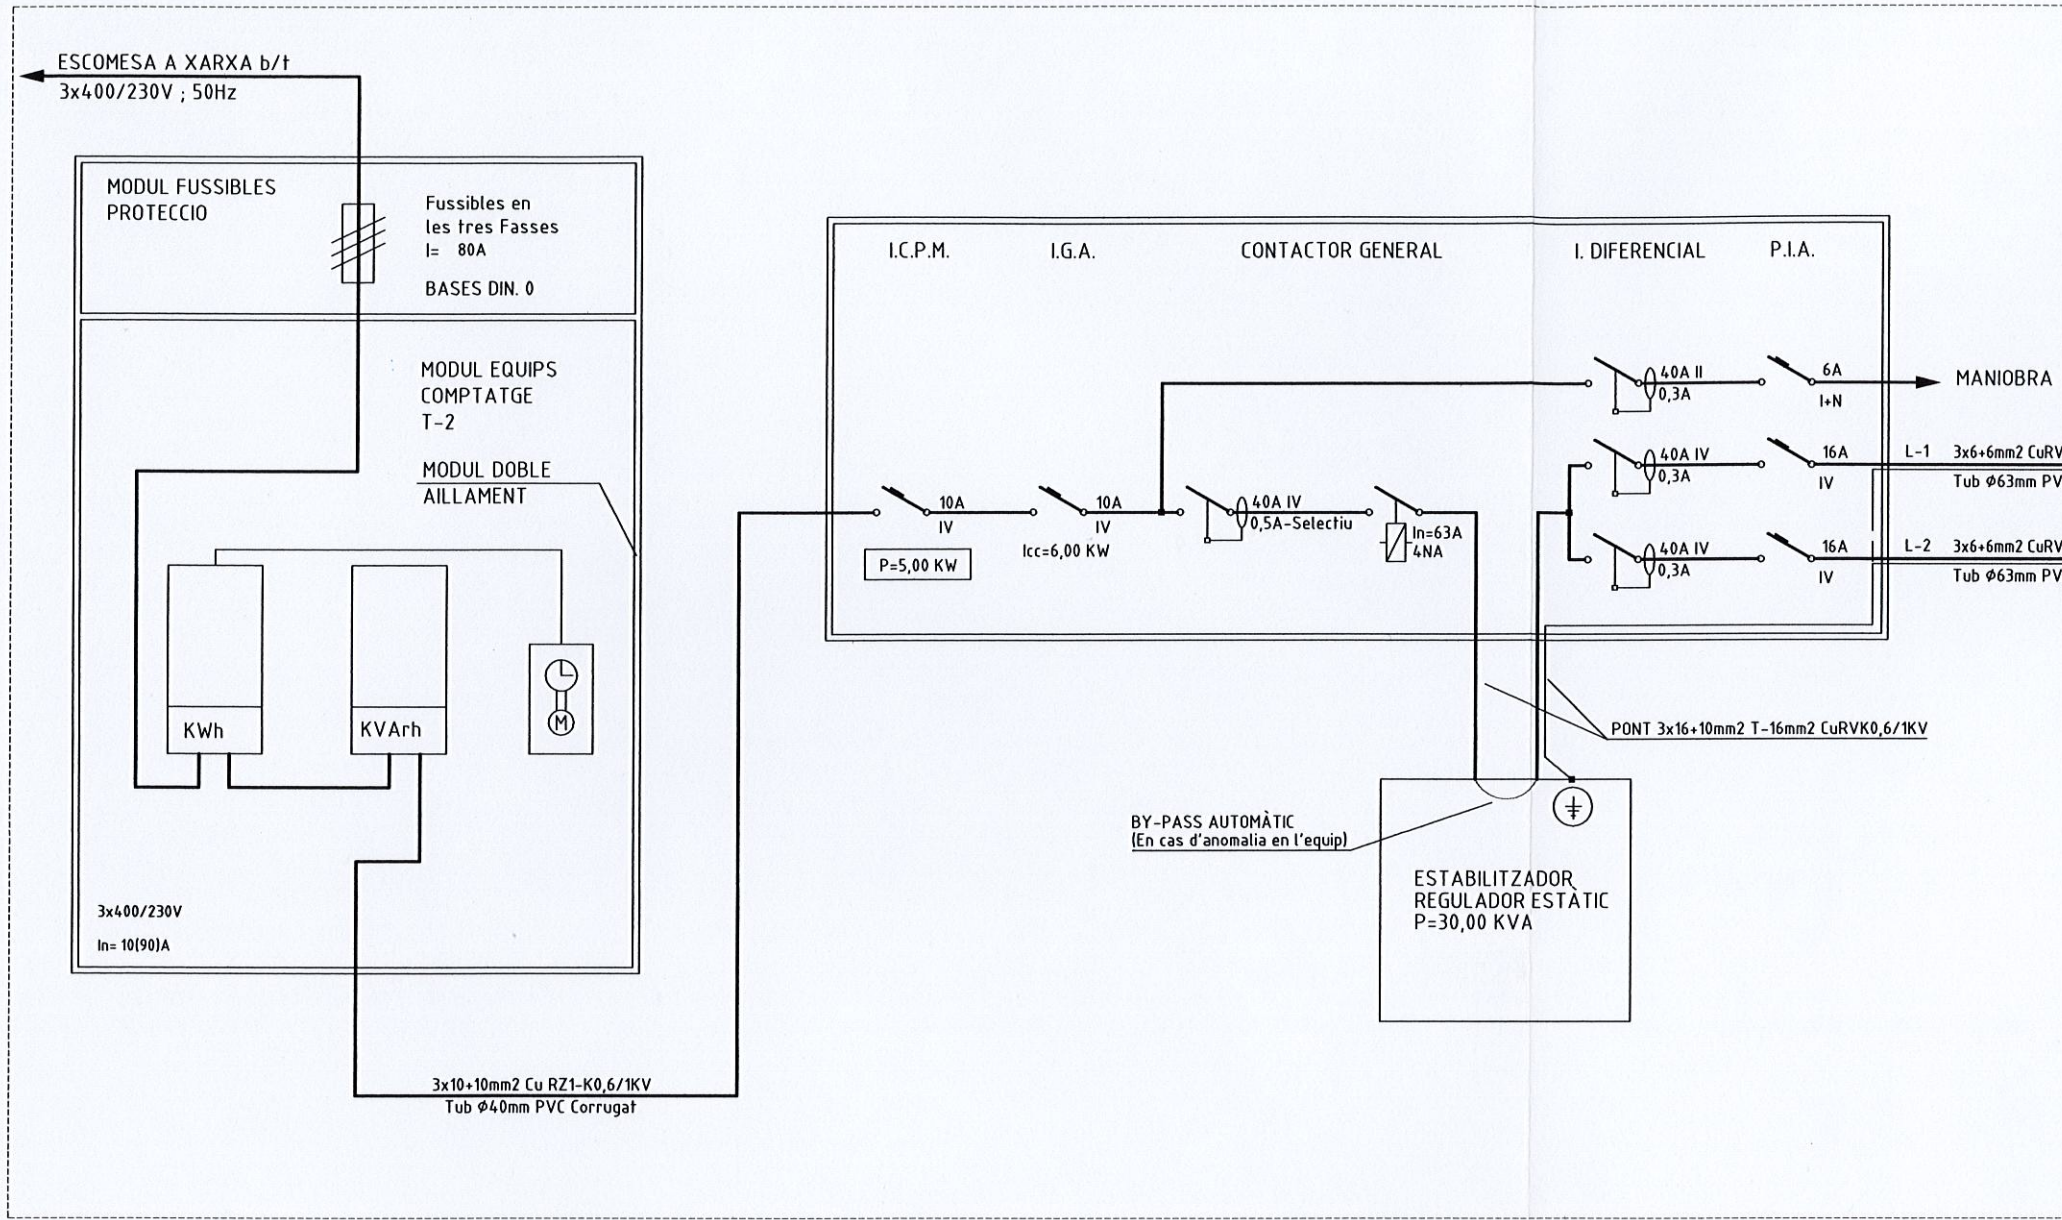 ESCOMESA A XARXA b/t
3x400/230V ; 50Hz
MODUL FUSSIBLES
PROTECCIO
Fussibles en
les tres Fasses
I= 80A
BASES DIN. 0
MODUL EQUIPS
COMPTATGE
T-2
MODUL DOBLE
AILLAMENT
KWh
KVArh
M
3x400/230V
In= 10(90)A
3x10+10mm2 Cu RZ1-K0,6/1KV
Tub Ø40mm PVC Corrugat
I.C.P.M.
I.G.A.
CONTACTOR GENERAL
I. DIFERENCIAL
P.I.A.
10A
IV
P=5,00 KW
10A
IV
Icc=6,00 KW
40A IV
0,5A-Selectiu
In=63A
4NA
40A II
0,3A
6A
I+N
MANIOBRA
40A IV
0,3A
16A
IV
L-1
3x6+6mm2 CuRV
Tub Ø63mm PV
40A IV
0,3A
16A
IV
L-2
3x6+6mm2 CuRV
Tub Ø63mm PV
PONT 3x16+10mm2 T-16mm2 CuRVK0,6/1KV
BY-PASS AUTOMÀTIC
(En cas d'anomalia en l'equip)
ESTABILITZADOR
REGULADOR ESTÀTIC
P=30,00 KVA